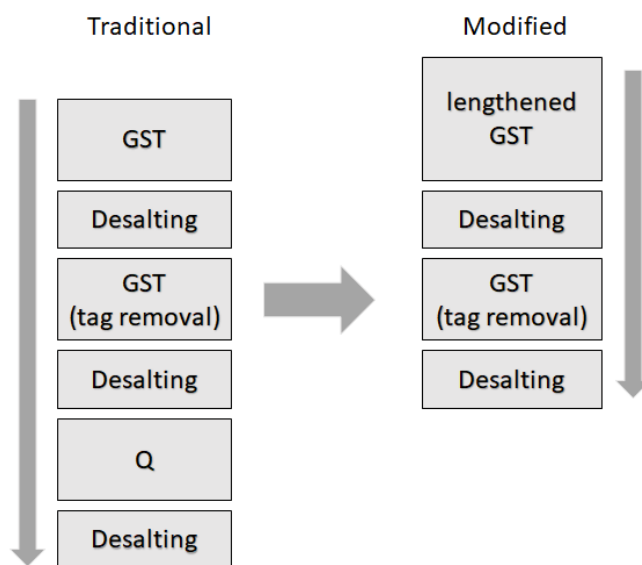 Traditional
GST
Desalting
GST
(tag removal)
Desalting
Q
Desalting
Modified
lengthened
GST
Desalting
GST
(tag removal)
Desalting